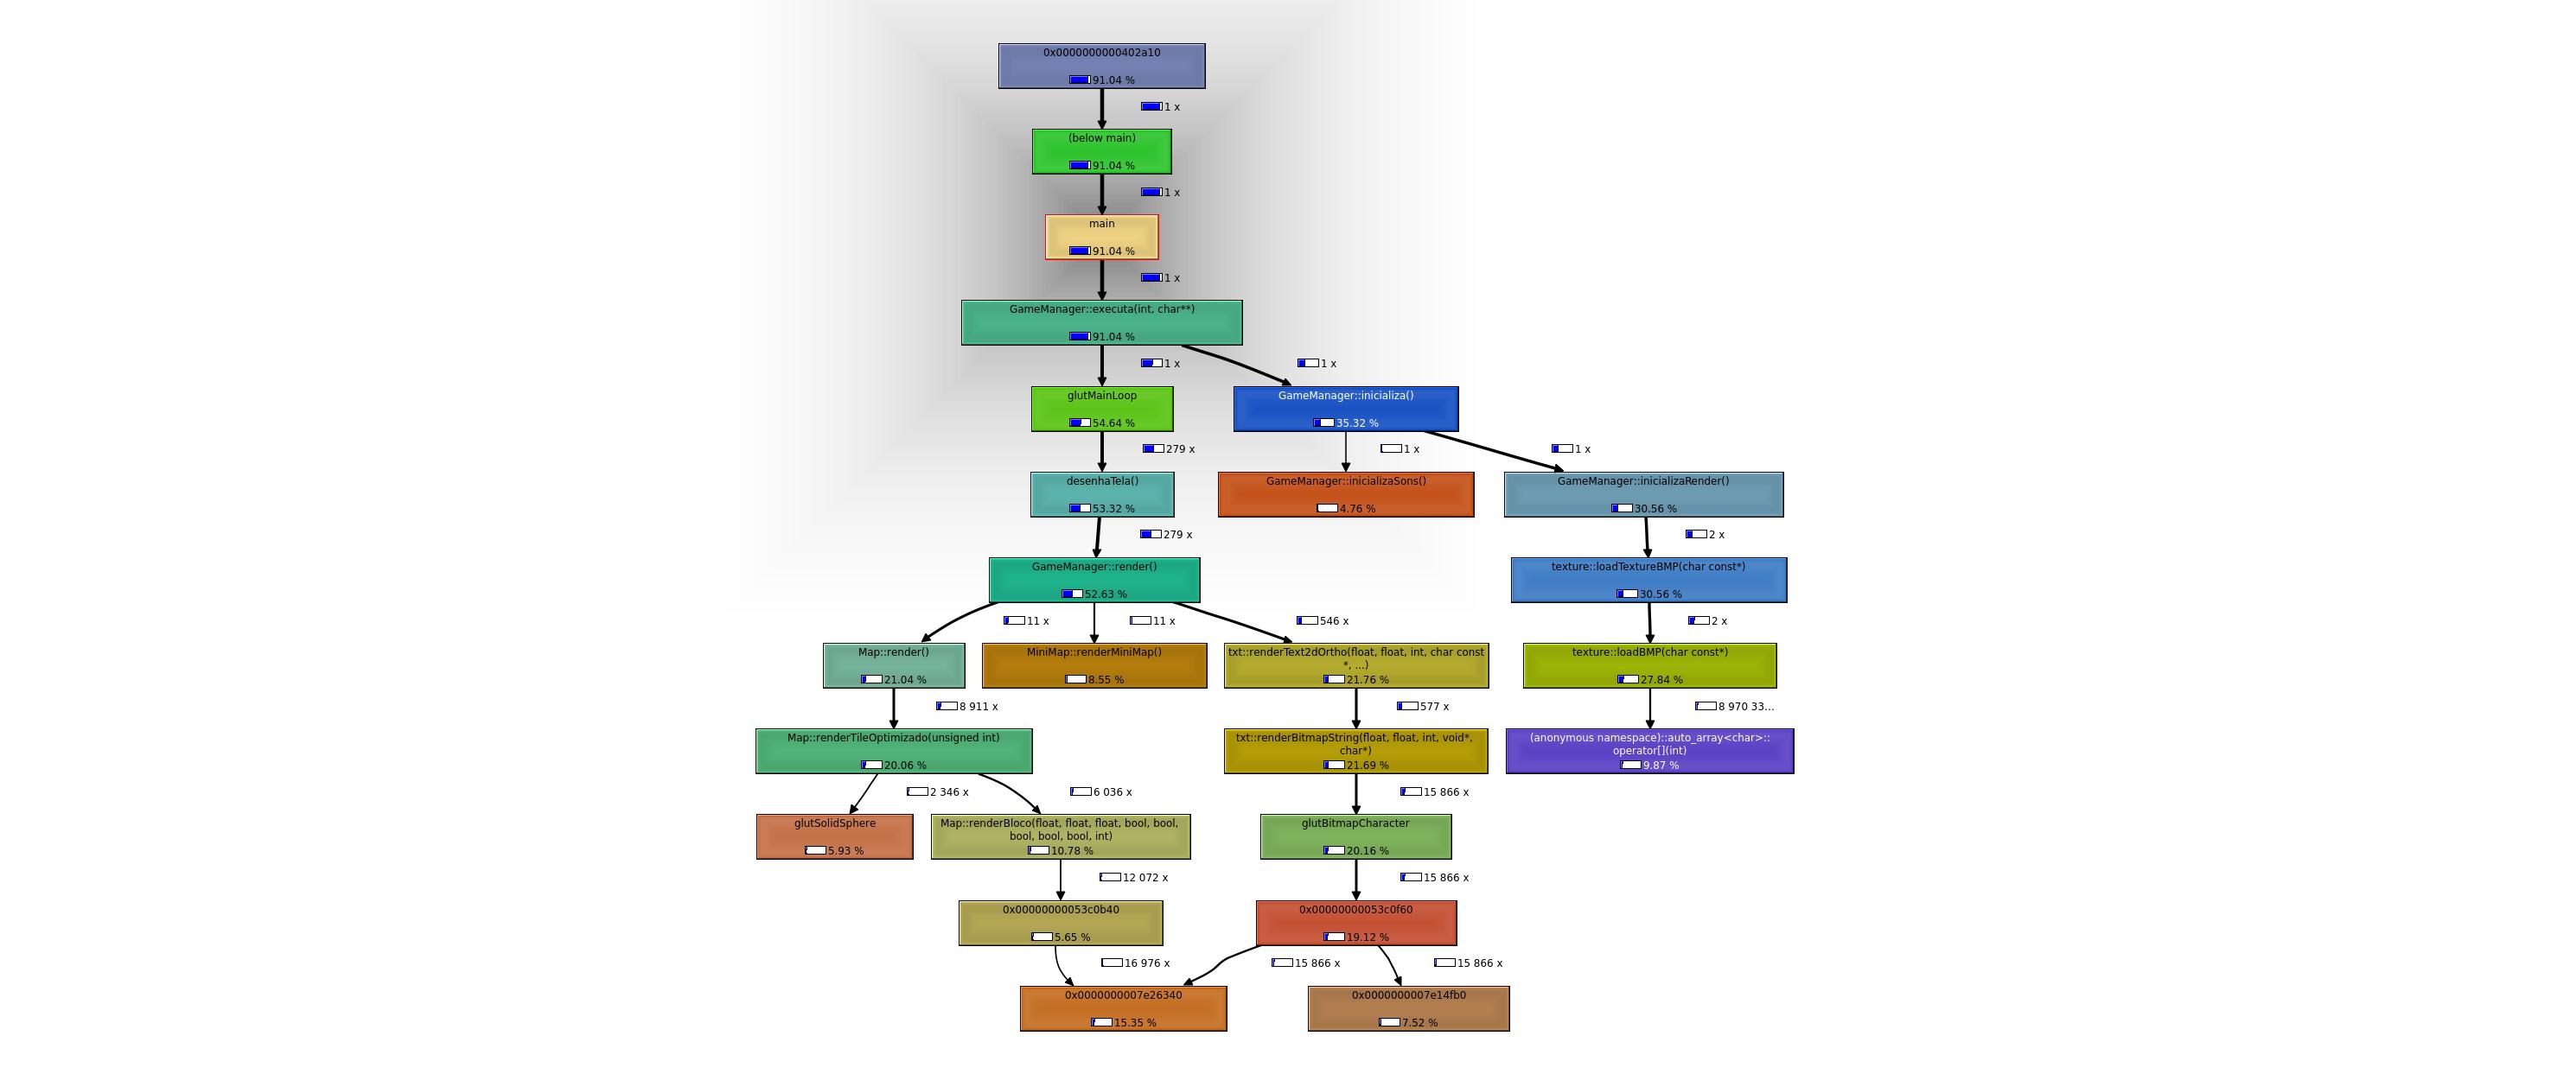 0x0000000000402a10
91.04 %
1 x
(below main)
91.04 %
1 x
main
91.04 %
1 x
GameManager::executa(int, char**)
91.04 %
1 x
1 x
glutMainLoop
54.64 %
GameManager::inicializa()
35.32 %
279 x
1 x
1 x
desenhaTela()
53.32 %
GameManager::inicializaSons()
4.76 %
GameManager::inicializaRender()
30.56 %
279 x
2 x
GameManager::render()
52.63 %
texture::loadTextureBMP(char const*)
30.56 %
11 x
11 x
546 x
2 x
Map::render()
21.04 %
MiniMap::renderMiniMap()
8.55 %
txt::renderText2dOrtho(float, float, int, char const
*, ...)
21.76 %
texture::loadBMP(char const*)
27.84 %
8 911 x
577 x
8 970 33...
Map::renderTileOptimizado(unsigned int)
20.06 %
txt::renderBitmapString(float, float, int, void*,
char*)
21.69 %
(anonymous namespace)::auto_array<char>::
operator[](int)
9.87 %
2 346 x
6 036 x
15 866 x
glutSolidSphere
5.93 %
Map::renderBloco(float, float, float, bool, bool,
bool, bool, bool, int)
10.78 %
glutBitmapCharacter
20.16 %
12 072 x
15 866 x
0x00000000053c0b40
5.65 %
0x00000000053c0f60
19.12 %
16 976 x
15 866 x
15 866 x
0x0000000007e26340
15.35 %
0x0000000007e14fb0
7.52 %